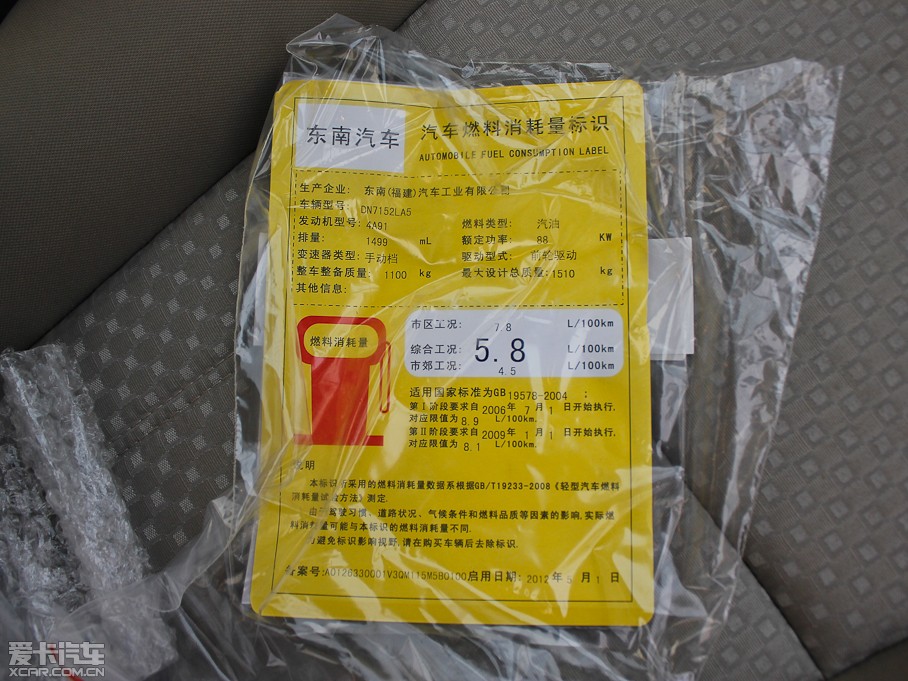 东南汽车
汽车燃料消耗量标识
AUTOMOBILE FUEL CONSUMPTION LABEL
生产企业: 东南(福建)汽车工业有限公司
车辆型号: DN7152LA5
发动机型号: 4A91 燃料类型: 汽油
排量: 1499 mL 额定功率: 88 KW
变速器类型: 手动档 驱动型式: 前轮驱动
整车整备质量: 1100 kg 最大设计总质量: 1510 kg
其他信息:
燃料消耗量
市区工况: 7.8 L/100km
综合工况: 5.8 L/100km
市郊工况: 4.5 L/100km
适用国家标准为GB 19578-2004 ;
第Ⅰ阶段要求自 2006年 7 月 1 日开始执行.
对应限值为 8.9 L/100km.
第Ⅱ阶段要求自 2009年 1 月 1 日开始执行.
对应限值为 8.1 L/100km.
说明
本标识所采用的燃料消耗量数据系根据GB/T19233-2008《轻型汽车燃料
消耗量试验方法》测定.
由于驾驶习惯、道路状况、气候条件和燃料品质等因素的影响,实际燃
料消耗量可能与本标识的燃料消耗量不同.
为避免标识影响视野,请在购买车辆后去除标识.
备案号: 启用日期: 2012 年 5 月 1 日
爱卡汽车
XCAR.COM.CN